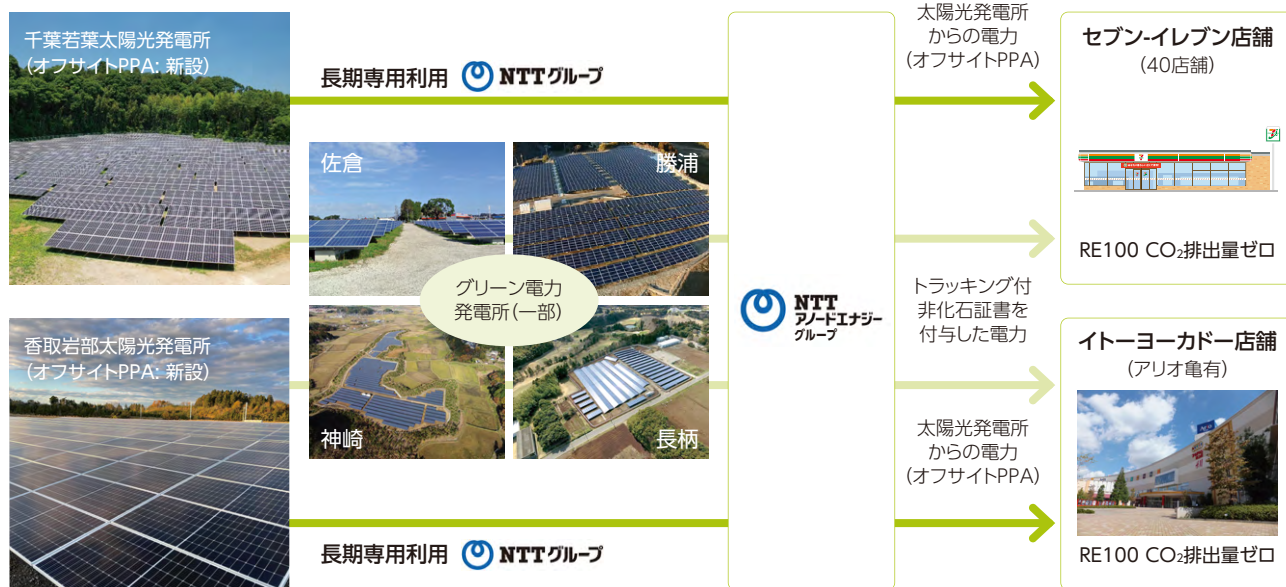 千葉若葉太陽光発電所
(オフサイトPPA: 新設)
長期専用利用 NTTグループ
佐倉
勝浦
グリーン電力
発電所(一部)
神崎
長柄
香取岩部太陽光発電所
(オフサイトPPA: 新設)
長期専用利用 NTTグループ
NTT
アノードエナジー
グループ
太陽光発電所
からの電力
(オフサイトPPA)
トラッキング付
非化石証書を
付与した電力
太陽光発電所
からの電力
(オフサイトPPA)
セブン-イレブン店舗
(40店舗)
RE100 CO₂排出量ゼロ
イトーヨーカドー店舗
(アリオ亀有)
RE100 CO₂排出量ゼロ